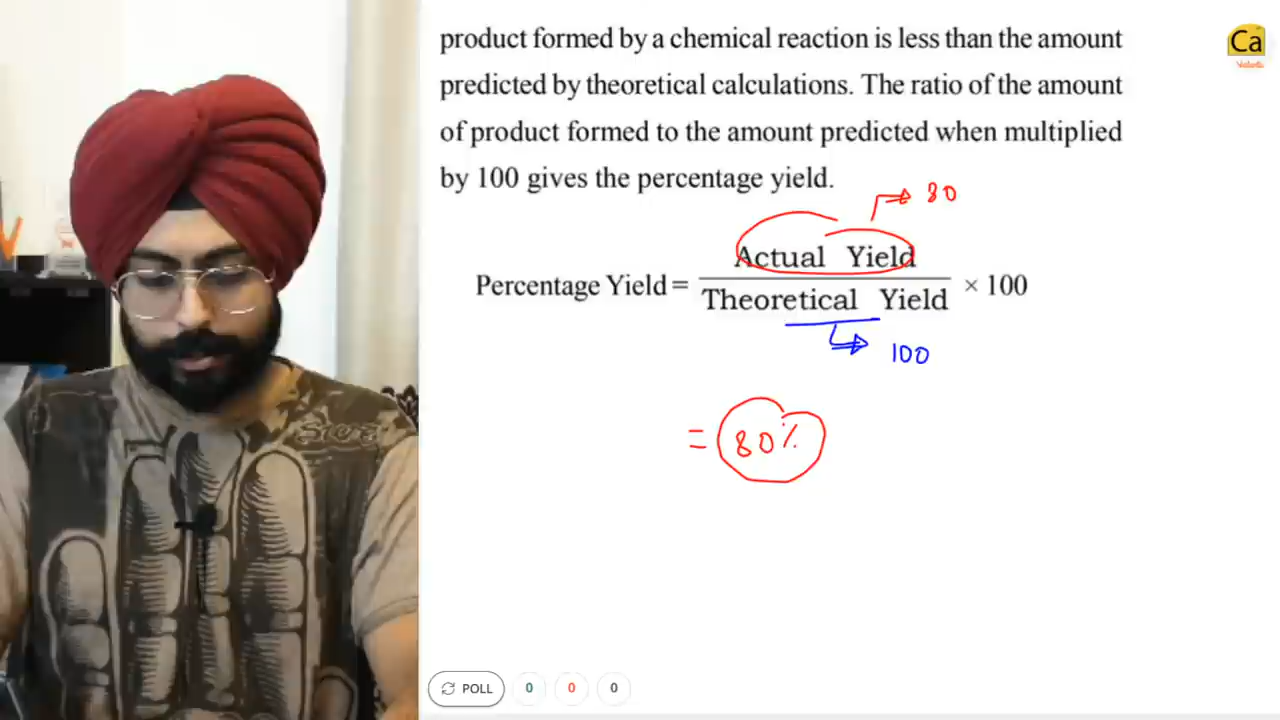 product formed by a chemical reaction is less than the amount
predicted by theoretical calculations. The ratio of the amount
of product formed to the amount predicted when multiplied
by 100 gives the percentage yield.
80
Percentage Yield = Actual Yield / Theoretical Yield × 100
100
= 80%
POLL 0 0 0
Ca
Vedantu